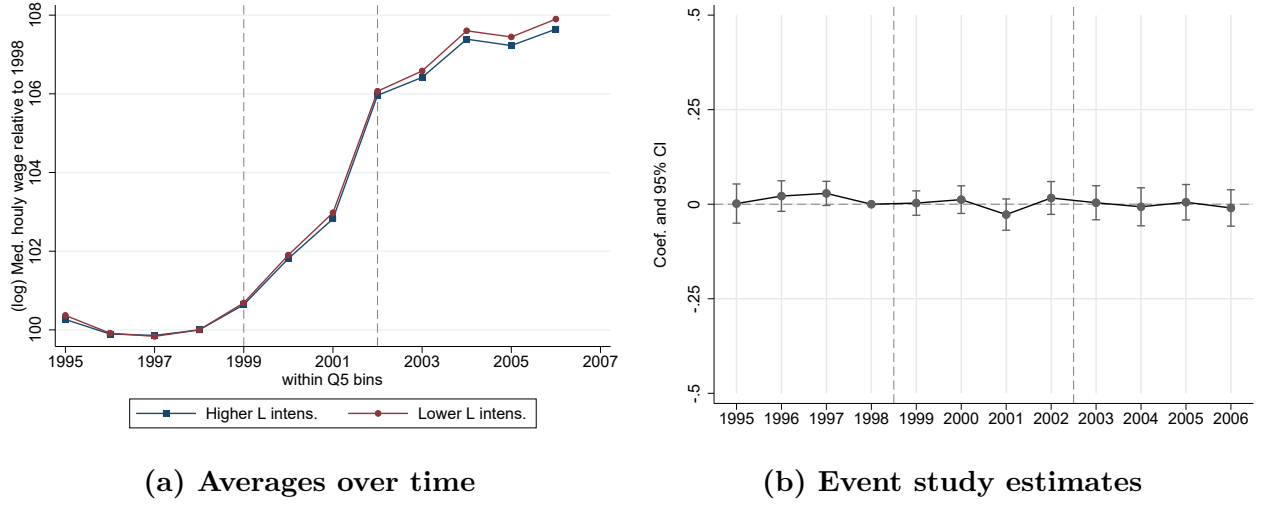 (log) Med. houly wage relative to 1998
108
106
104
102
100
1995 1997 1999 2001 2003 2005 2007
within Q5 bins
Higher L intens. Lower L intens.
(a) Averages over time
Coef. and 95% CI
.5
.25
0
-.25
-.5
1995 1996 1997 1998 1999 2000 2001 2002 2003 2004 2005 2006
(b) Event study estimates